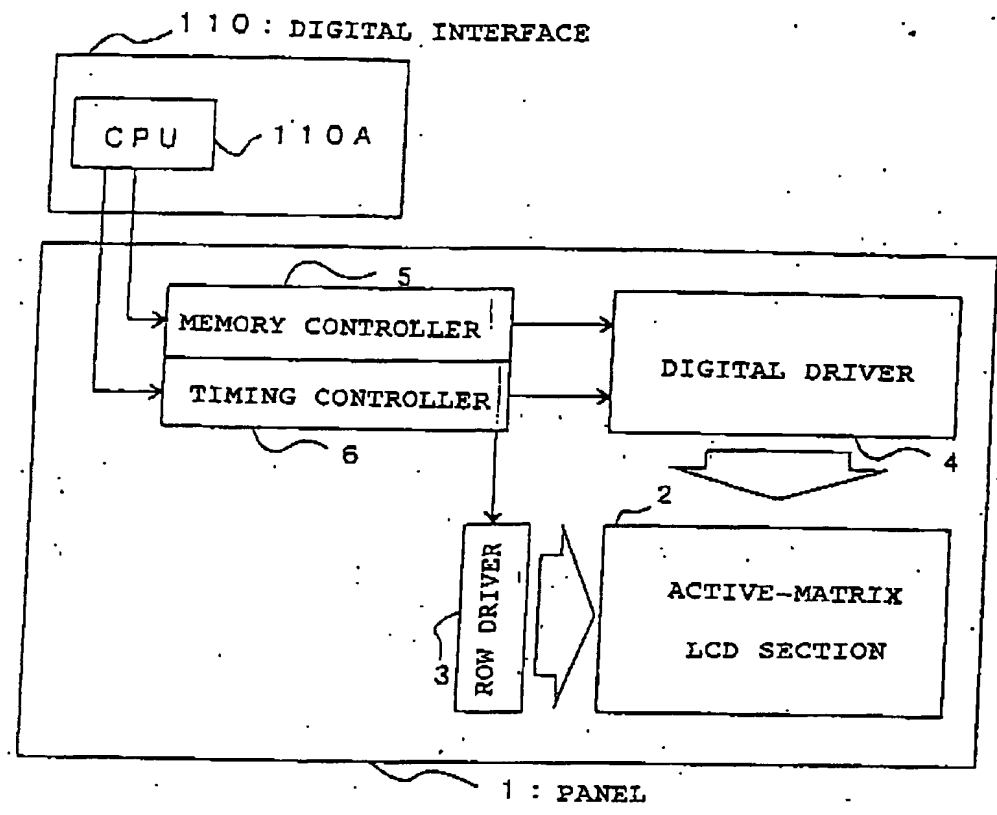 110: DIGITAL INTERFACE
CPU
110A
5
MEMORY CONTROLLER
TIMING CONTROLLER
6
DIGITAL DRIVER
4
2
ROW DRIVER
3
ACTIVE-MATRIX
LCD SECTION
1: PANEL